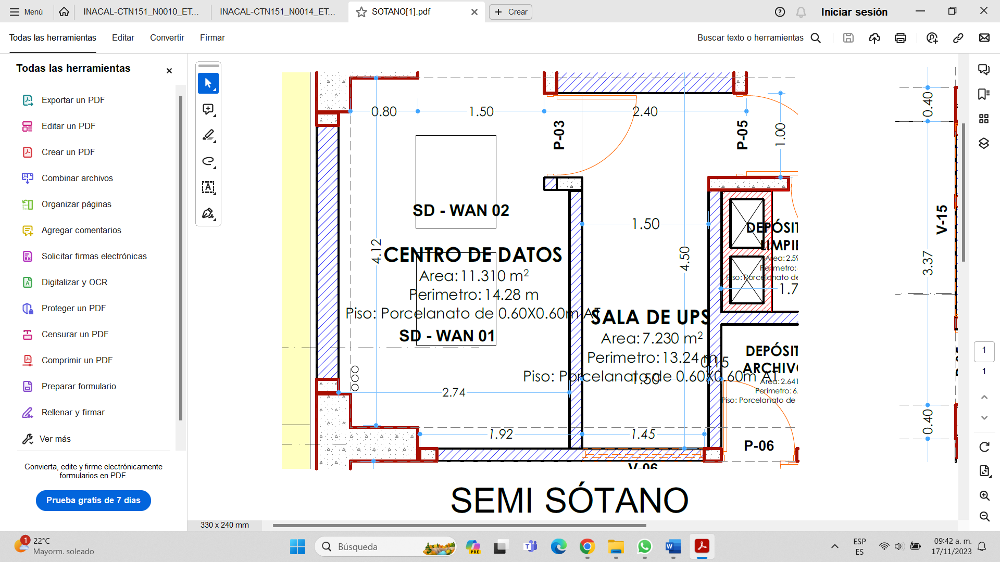 Menú
INACAL-CTN151_N0010_ET...
INACAL-CTN151_N0014_ET...
SOTANO[1].pdf
Crear
Iniciar sesión
Todas las herramientas
Editar
Convertir
Firmar
Buscar texto o herramientas
Todas las herramientas
Exportar un PDF
Editar un PDF
Crear un PDF
Combinar archivos
Organizar páginas
Agregar comentarios
Solicitar firmas electrónicas
Digitalizar y OCR
Proteger un PDF
Censurar un PDF
Comprimir un PDF
Preparar formulario
Rellenar y firmar
Ver más
Convierta, edite y firme electrónicamente
formularios en PDF.
Prueba gratis de 7 días
0.80
1.50
2.40
P-03
P-05
1.00
0.40
SD - WAN 02
1.50
V-15
4.12
CENTRO DE DATOS
Area: 11.310 m²
Perimetro: 14.28 m
Piso: Porcelanato de 0.60X0.60m AT
SD - WAN 01
4.50
3.37
DEPÓSIT
LIMPIE
Area: 2.59
Perimetro:
Piso: Porcelanato de
1.7
SALA DE UPS
Area: 7.230 m²
Perimetro: 13.24 m
Piso: Porcelanato de 0.60X0.60m AT
1.50
DEPÓSIT
ARCHIVO
Area: 2.641
Perimetro: 6.
Piso: Porcelanato de
2.74
1.92
1.45
0.40
P-06
V-06
SEMI SÓTANO
330 x 240 mm
1
1
1
22°C
Mayorm. soleado
Búsqueda
PRE
ESP
ES
09:42 a. m.
17/11/2023